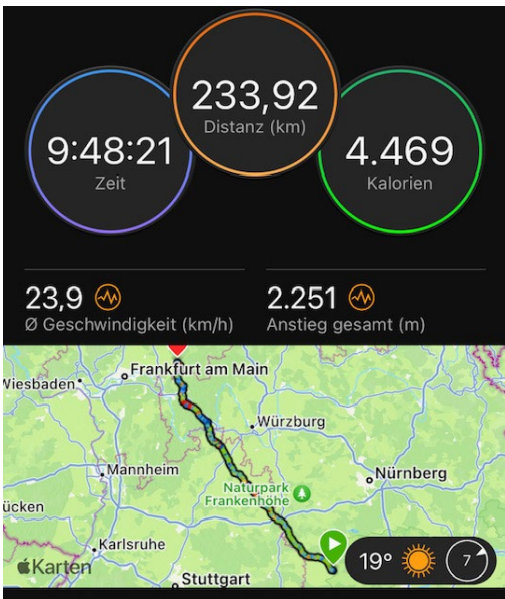 233,92
Distanz (km)
9:48:21
Zeit
4.469
Kalorien
23,9
Ø Geschwindigkeit (km/h)
2.251
Anstieg gesamt (m)
Frankfurt am Main
Wiesbaden
Würzburg
Mannheim
Nürnberg
Naturpark
Frankenhöhe
ücken
Karlsruhe
Karten
Stuttgart
19°
7